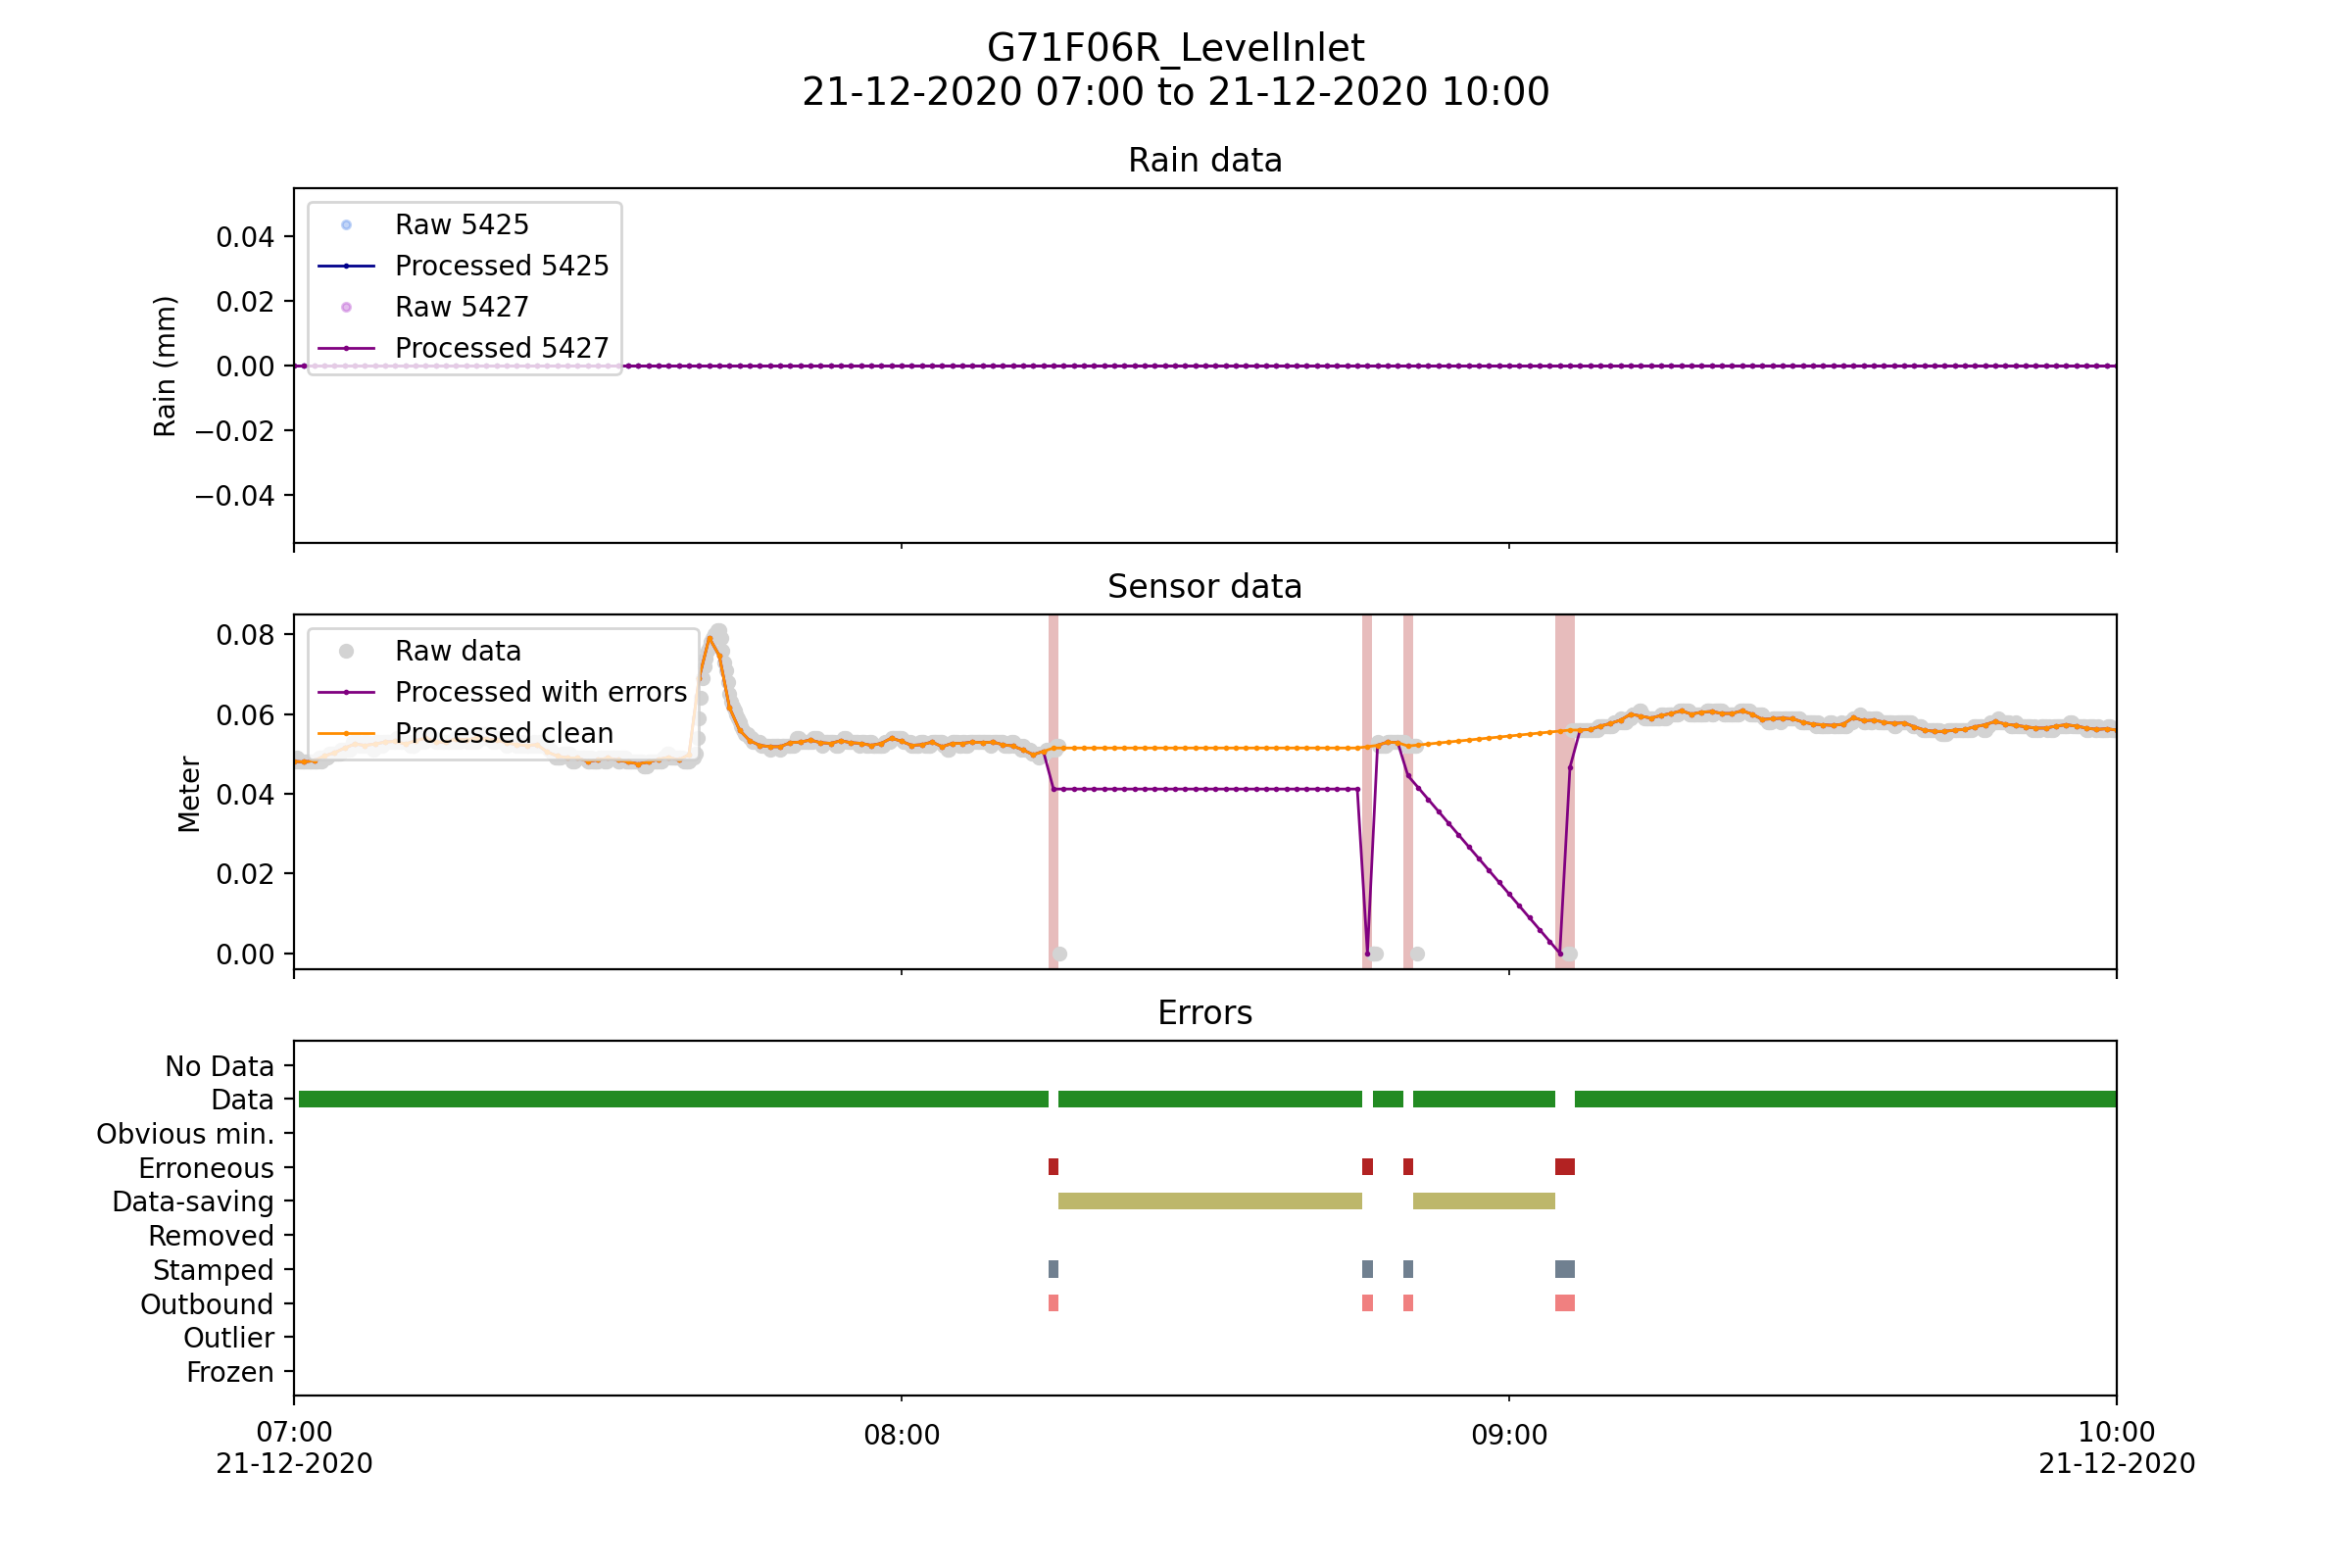 G71F06R_LevelInlet
21-12-2020 07:00 to 21-12-2020 10:00
Rain data
Raw 5425
Processed 5425
Raw 5427
Processed 5427
0.04
0.02
0.00
−0.02
−0.04
Rain (mm)
Sensor data
Raw data
Processed with errors
Processed clean
0.08
0.06
0.04
0.02
0.00
Meter
Errors
No Data
Data
Obvious min.
Erroneous
Data-saving
Removed
Stamped
Outbound
Outlier
Frozen
07:00
21-12-2020
08:00
09:00
10:00
21-12-2020